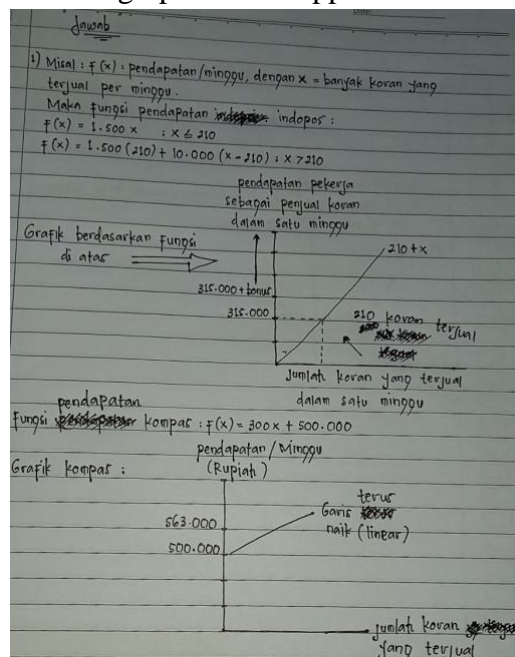 Jawab
1) Misal : f(x) : pendapatan/minggu, dengan x = banyak koran yang
terjual per minggu.
Maka fungsi pendapatan indopos :
f(x) = 1.500 x ; x ≤ 210
f(x) = 1.500 (210) + 10.000 (x - 210) ; x > 210
pendapatan pekerja
sebagai penjual koran
dalam satu minggu
Grafik berdasarkan fungsi
di atas
210 + x
315.000 + bonus
315.000
210 koran terjual
Jumlah koran yang terjual
dalam satu minggu
pendapatan
Fungsi kompas : f(x) = 300x + 500.000
pendapatan / Minggu
(Rupiah)
Grafik kompas :
terus
Garis
naik (linear)
563.000
500.000
jumlah koran
yang terjual